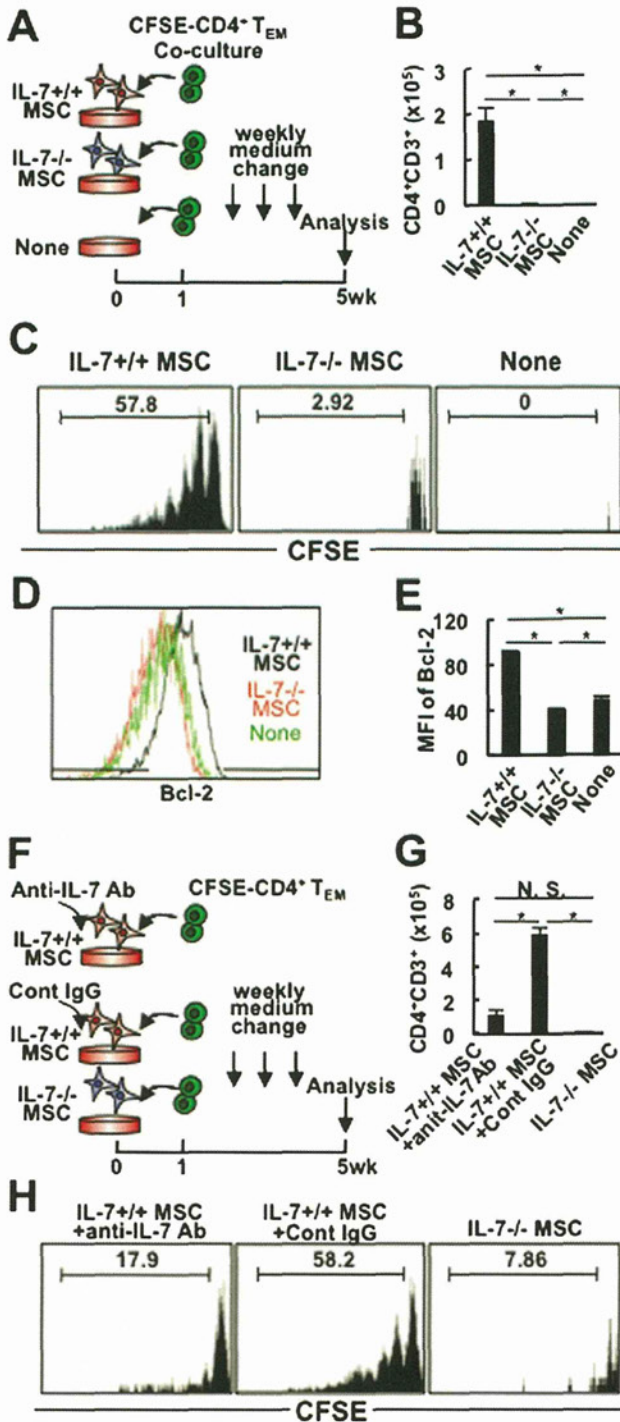 A
CFSE-CD4+ TEM
Co-culture
IL-7+/+
MSC
IL-7-/-
MSC
None
weekly
medium
change
Analysis
0 1 5wk
B
CD4+CD3+ (x10⁵)
3
2
1
0
*
* *
IL-7+/+
MSC
IL-7-/-
MSC
None
C
IL-7+/+ MSC IL-7-/- MSC None
57.8 2.92 0
CFSE
D
IL-7+/+
MSC
IL-7-/-
MSC
None
Bcl-2
E
MFI of Bcl-2
120
80
40
0
*
* *
IL-7+/+
MSC
IL-7-/-
MSC
None
F
Anti-IL-7 Ab
CFSE-CD4+ TEM
IL-7+/+
MSC
Cont IgG
IL-7+/+
MSC
IL-7-/-
MSC
weekly
medium
change
Analysis
0 1 5wk
G
CD4+CD3+ (x10⁵)
8
6
4
2
0
N. S.
* *
IL-7+/+ MSC
+anit-IL-7Ab
IL-7+/+ MSC
+Cont IgG
IL-7-/- MSC
H
IL-7+/+ MSC
+anti-IL-7 Ab
IL-7+/+ MSC
+Cont IgG
IL-7-/- MSC
17.9 58.2 7.86
CFSE